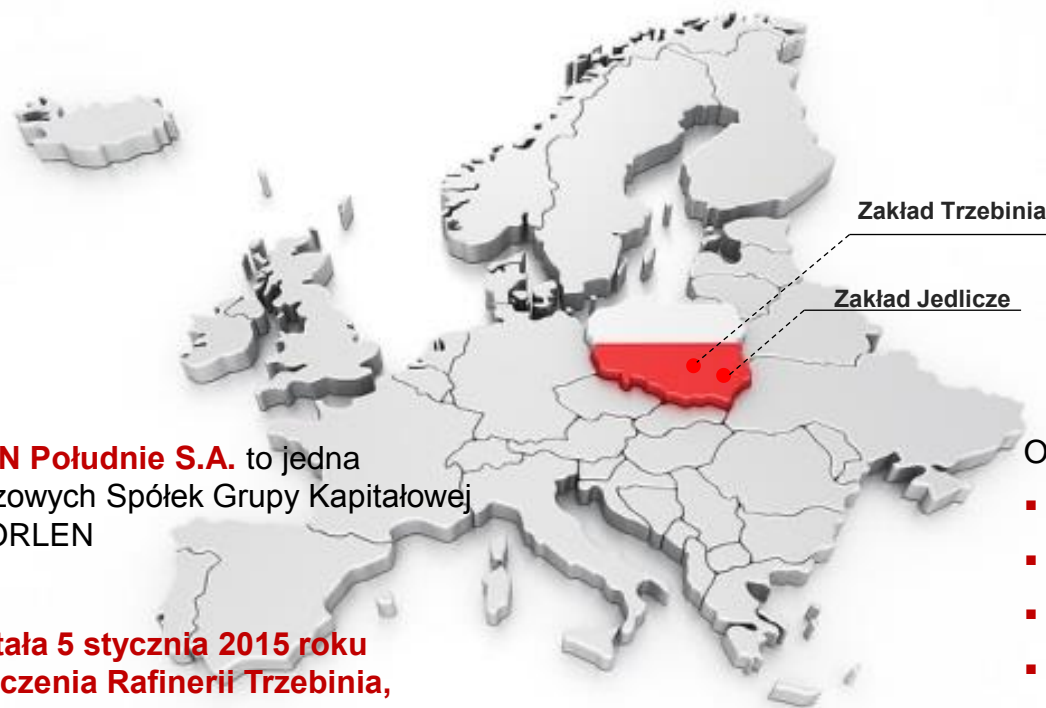 Zakład Trzebinia
Zakład Jedlicze
N Południe S.A. to jedna
zowych Spółek Grupy Kapitałowej
ORLEN
tała 5 stycznia 2015 roku
czenia Rafinerii Trzebinia,
O